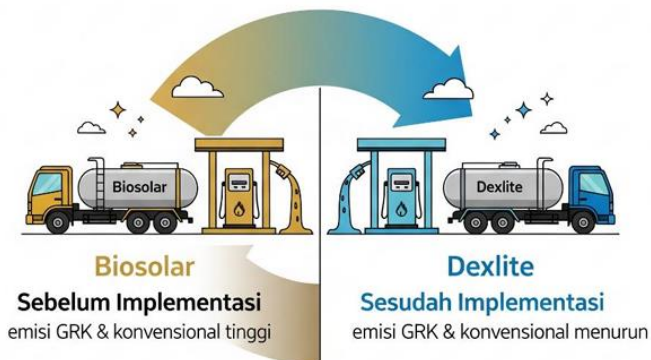 Biosolar
Dexlite
Biosolar
Sebelum Implementasi
emisi GRK & konvensional tinggi
Dexlite
Sesudah Implementasi
emisi GRK & konvensional menurun